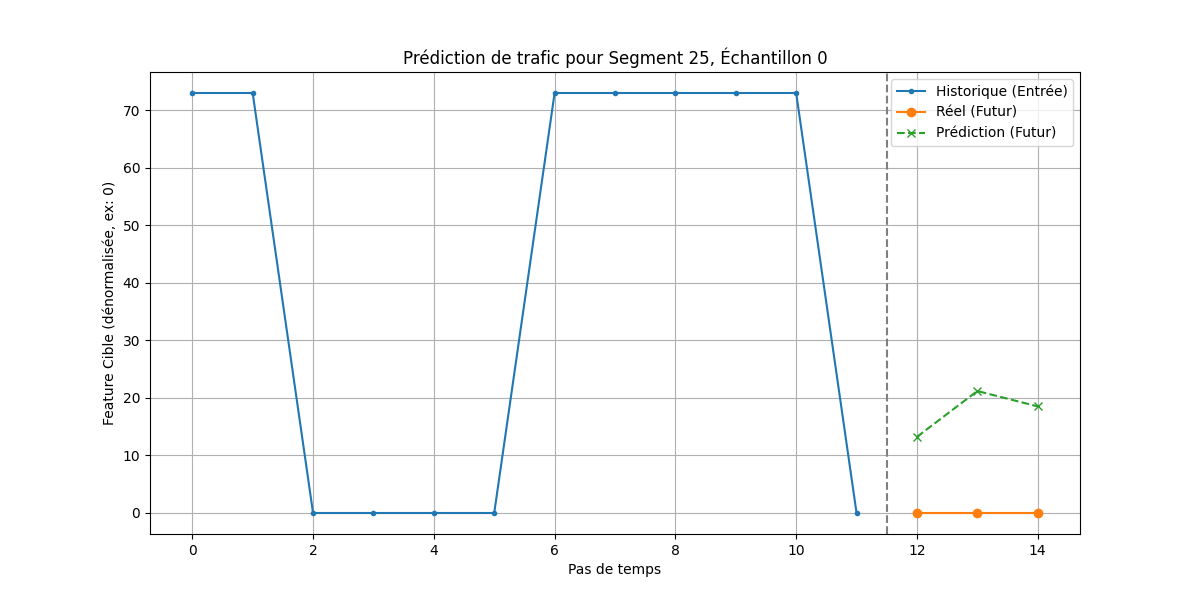 Prédiction de trafic pour Segment 25, Échantillon 0
Historique (Entrée)
Réel (Futur)
Prédiction (Futur)
Feature Cible (dénormalisée, ex: 0)
70
60
50
40
30
20
10
0
0 2 4 6 8 10 12 14
Pas de temps